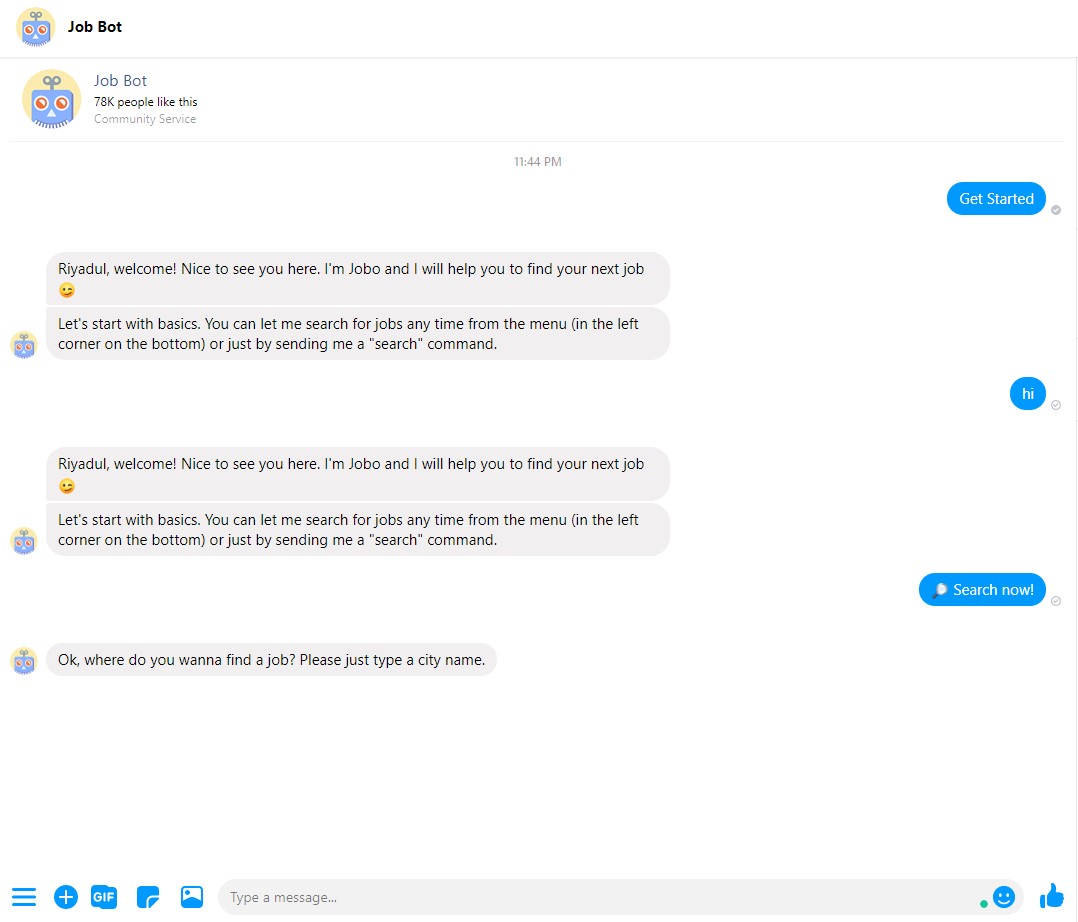 Job Bot
Job Bot
78K people like this
Community Service
11:44 PM
Get Started
Riyadul, welcome! Nice to see you here. I'm Jobo and I will help you to find your next job
😉
Let's start with basics. You can let me search for jobs any time from the menu (in the left
corner on the bottom) or just by sending me a "search" command.
hi
Riyadul, welcome! Nice to see you here. I'm Jobo and I will help you to find your next job
😉
Let's start with basics. You can let me search for jobs any time from the menu (in the left
corner on the bottom) or just by sending me a "search" command.
🔎 Search now!
Ok, where do you wanna find a job? Please just type a city name.
GIF
Type a message...